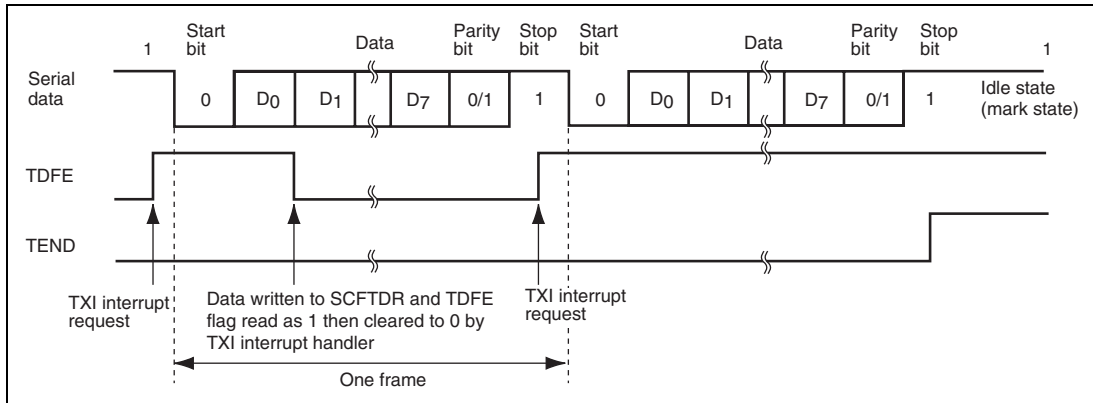 1 Start bit Data Parity bit Stop bit Start bit Data Parity bit Stop bit 1
Serial data 0 D0 D1 D7 0/1 1 0 D0 D1 D7 0/1 1 Idle state (mark state)
TDFE
TEND
TXI interrupt request
Data written to SCFTDR and TDFE
flag read as 1 then cleared to 0 by
TXI interrupt handler
TXI interrupt request
One frame